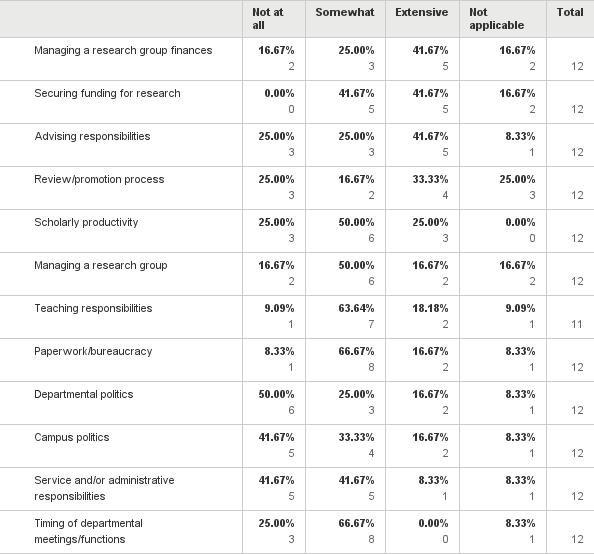 Not at all Somewhat Extensive Not applicable Total
Managing a research group finances 16.67% 25.00% 41.67% 16.67%
2 3 5 2 12
Securing funding for research 0.00% 41.67% 41.67% 16.67%
0 5 5 2 12
Advising responsibilities 25.00% 25.00% 41.67% 8.33%
3 3 5 1 12
Review/promotion process 25.00% 16.67% 33.33% 25.00%
3 2 4 3 12
Scholarly productivity 25.00% 50.00% 25.00% 0.00%
3 6 3 0 12
Managing a research group 16.67% 50.00% 16.67% 16.67%
2 6 2 2 12
Teaching responsibilities 9.09% 63.64% 18.18% 9.09%
1 7 2 1 11
Paperwork/bureaucracy 8.33% 66.67% 16.67% 8.33%
1 8 2 1 12
Departmental politics 50.00% 25.00% 16.67% 8.33%
6 3 2 1 12
Campus politics 41.67% 33.33% 16.67% 8.33%
5 4 2 1 12
Service and/or administrative 41.67% 41.67% 8.33% 8.33%
responsibilities 5 5 1 1 12
Timing of departmental 25.00% 66.67% 0.00% 8.33%
meetings/functions 3 8 0 1 12